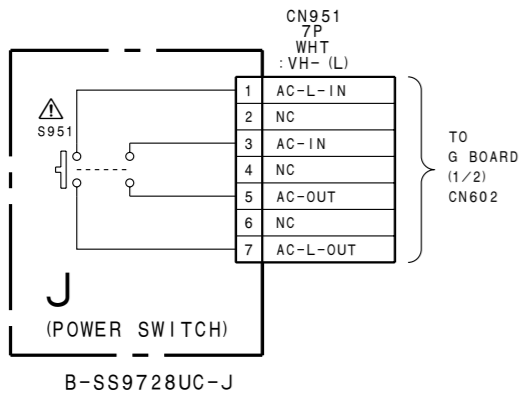 CN951
7P
WHT
:VH-(L)
S951
1 AC-L-IN
2 NC
3 AC-IN
4 NC
5 AC-OUT
6 NC
7 AC-L-OUT
TO
G BOARD
(1/2)
CN602
J
(POWER SWITCH)
B-SS9728UC-J